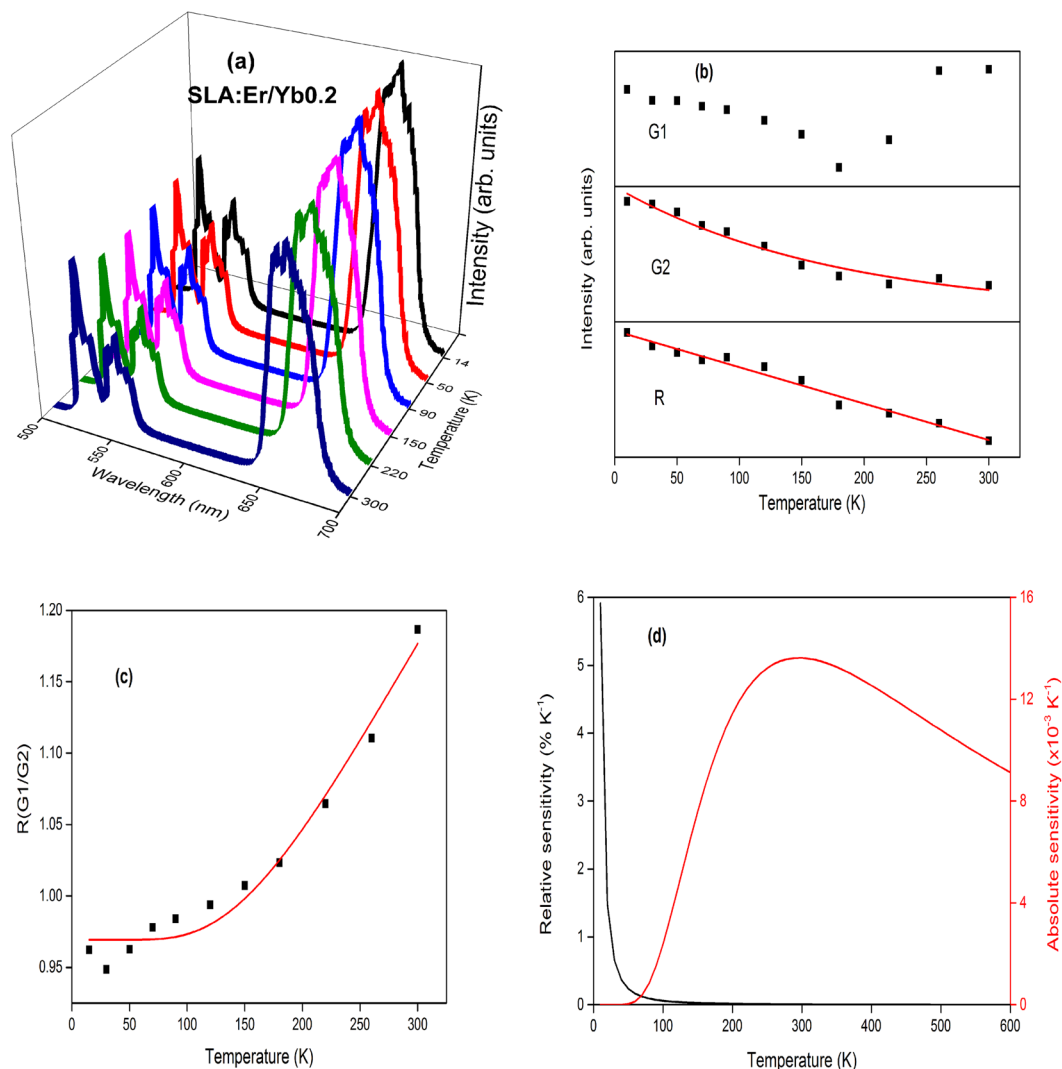 (a)
SLA:Er/Yb0.2
Intensity (arb. units)
14
50
90
150
220
300
Temperature (K)
500
550
600
650
700
Wavelength (nm)
(b)
G1
G2
R
Intensity (arb. units)
0 50 100 150 200 250 300
Temperature (K)
(c)
R(G1/G2)
1.20
1.15
1.10
1.05
1.00
0.95
0 50 100 150 200 250 300
Temperature (K)
(d)
Relative sensitivity (% K⁻¹)
6
5
4
3
2
1
0
Absolute sensitivity (x10⁻³ K⁻¹)
16
12
8
4
0
0 100 200 300 400 500 600
Temperature (K)